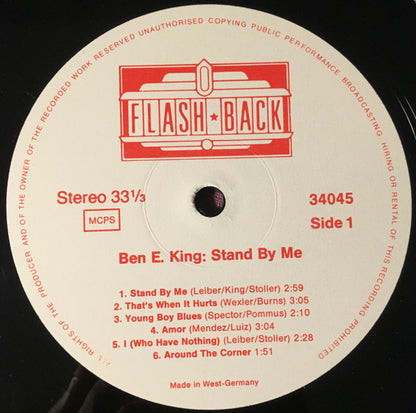 ALL RIGHTS OF THE PRODUCER AND OF THE OWNER OF THE RECORDED WORK RESERVED UNAUTHORISED COPYING PUBLIC PERFORMANCE BROADCASTING HIRING OR RENTAL OF THIS RECORDING PROHIBITED
FLASH ★ BACK
Stereo 33⅓
MCPS
34045
Side 1
Ben E. King: Stand By Me
1. Stand By Me (Leiber/King/Stoller) 2:59
2. That's When It Hurts (Wexler/Burns) 3:05
3. Young Boy Blues (Spector/Pommus) 2:10
4. Amor (Mendez/Luiz) 3:04
5. I (Who Have Nothing) (Leiber/Stoller) 2:28
6. Around The Corner 1:51
Made in West-Germany